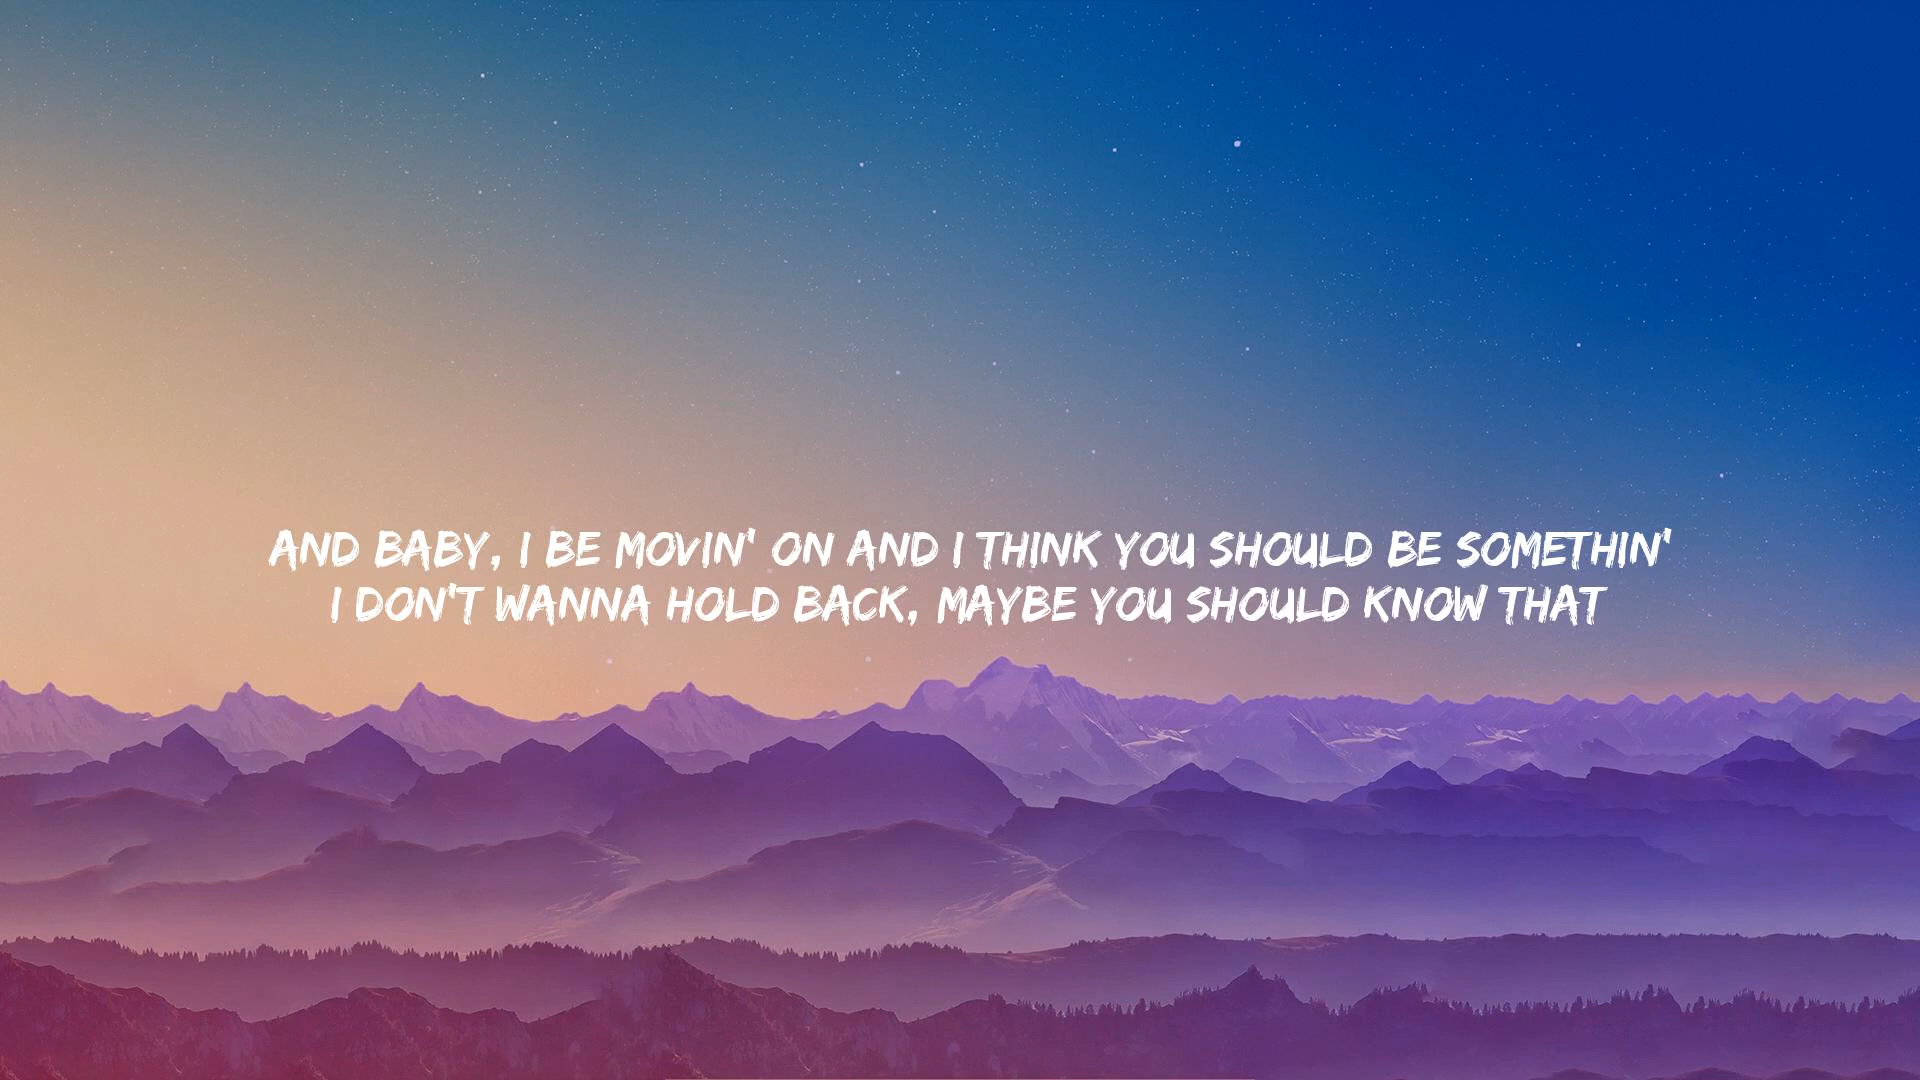 AND BABY, I BE MOVIN' ON AND I THINK YOU SHOULD BE SOMETHIN'
I DON'T WANNA HOLD BACK, MAYBE YOU SHOULD KNOW THAT